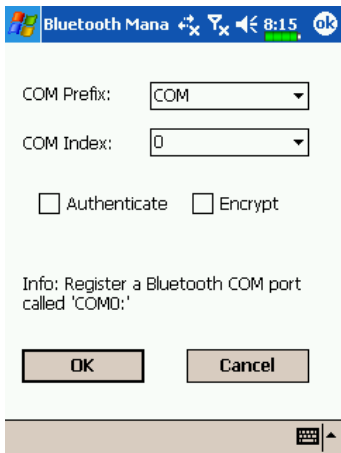 Bluetooth Mana 8:15 ok
COM Prefix: COM
COM Index: 0
Authenticate Encrypt
Info: Register a Bluetooth COM port
called 'COM0:'
OK Cancel